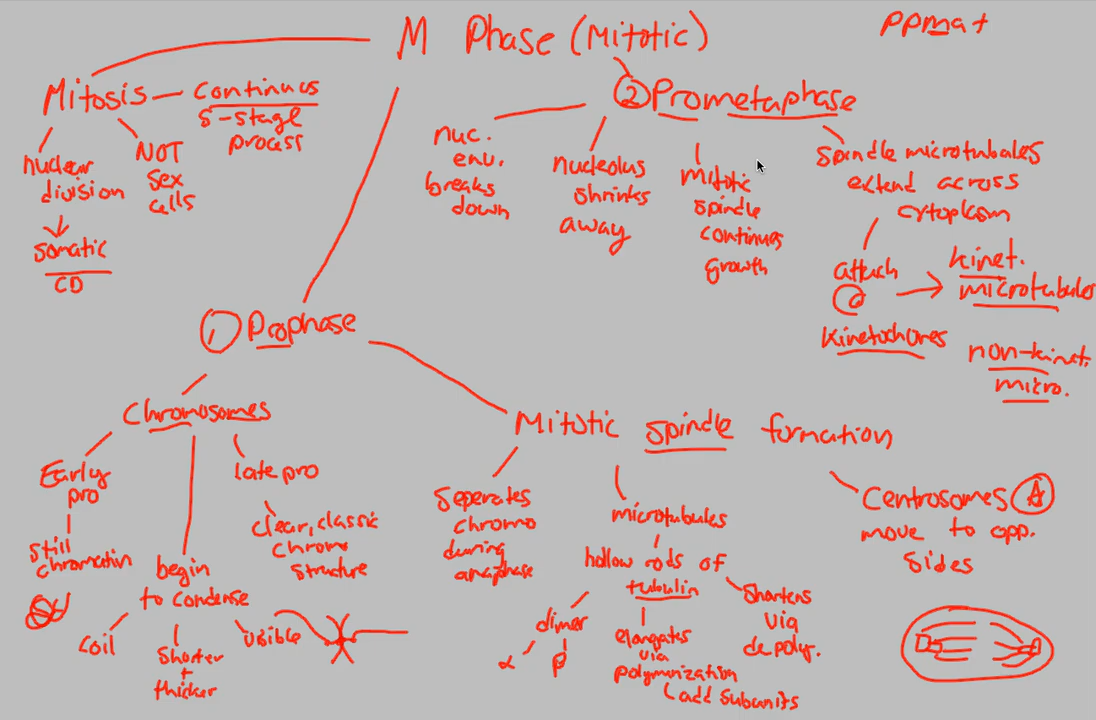 M Phase (Mitotic)
ppmat
Mitosis
continuos
5-stage
process
nuclear
division
somatic
CD
NOT
sex
cells
② Prometaphase
nuc.
env.
breaks
down
nucleolus
shrinks
away
mitotic
spindle
continues
growth
spindle microtubales
extend across
cytoplasm
attach
@
kinetochores
kinet.
microtubules
non-kinet.
micro.
① Prophase
Chromosomes
Early
pro
still
chromatin
begin
to condense
coil
shorter
+
thicker
visible
late pro
clear, classic
chromo
structure
Mitotic spindle formation
seperates
chromo
during
anaphase
microtubules
hollow rods of
tubulin
dimer
α
β
elongates
via
polymurization
(add subunits
shortens
via
depoly.
Centrosomes A
move to opp.
sides